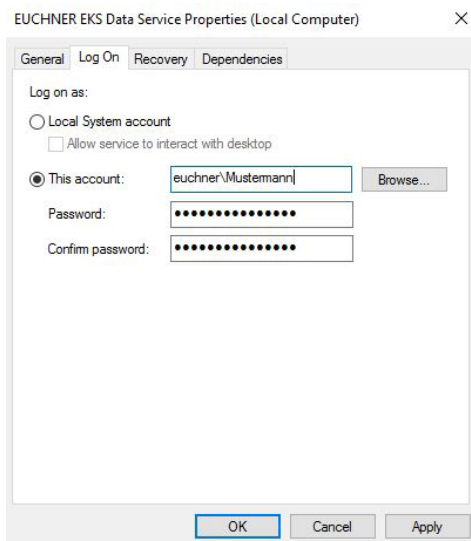 EUCHNER EKS Data Service Properties (Local Computer)
General Log On Recovery Dependencies
Log on as:
Local System account
Allow service to interact with desktop
This account: euchner\Mustermann Browse...
Password: •••••••••••••••
Confirm password: •••••••••••••••
OK Cancel Apply